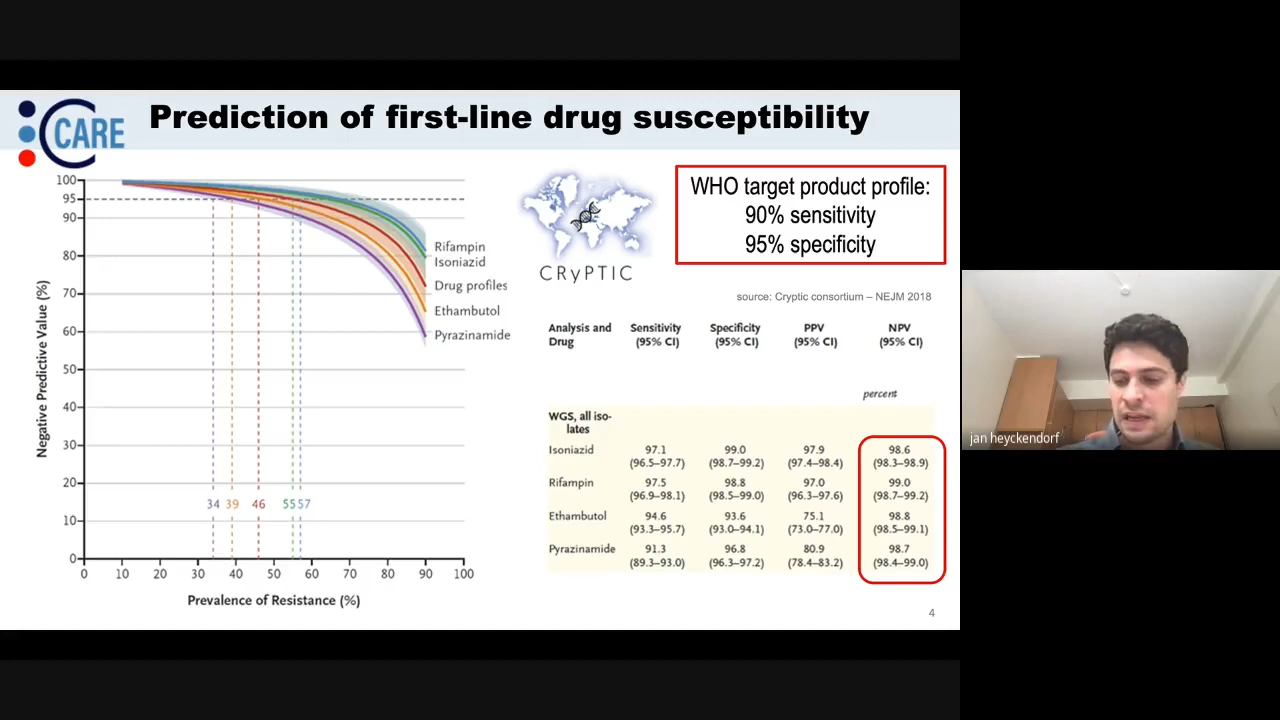 CARE
Prediction of first-line drug susceptibility
100
95
90
80
70
60
50
40
30
20
10
0
Negative Predictive Value (%)
Rifampin
Isoniazid
Drug profiles
Ethambutol
Pyrazinamide
34 39 46 55 57
0 10 20 30 40 50 60 70 80 90 100
Prevalence of Resistance (%)
CRyPTIC
WHO target product profile:
90% sensitivity
95% specificity
source: Cryptic consortium – NEJM 2018
Analysis and Drug Sensitivity (95% CI) Specificity (95% CI) PPV (95% CI) NPV (95% CI)
percent
WGS, all iso-
lates
Isoniazid 97.1 99.0 97.9 98.6
(96.5–97.7) (98.7–99.2) (97.4–98.4) (98.3–98.9)
Rifampin 97.5 98.8 97.0 99.0
(96.9–98.1) (98.5–99.0) (96.3–97.6) (98.7–99.2)
Ethambutol 94.6 93.6 75.1 98.8
(93.3–95.7) (93.0–94.1) (73.0–77.0) (98.5–99.1)
Pyrazinamide 91.3 96.8 80.9 98.7
(89.3–93.0) (96.3–97.2) (78.4–83.2) (98.4–99.0)
4
jan heyckendorf